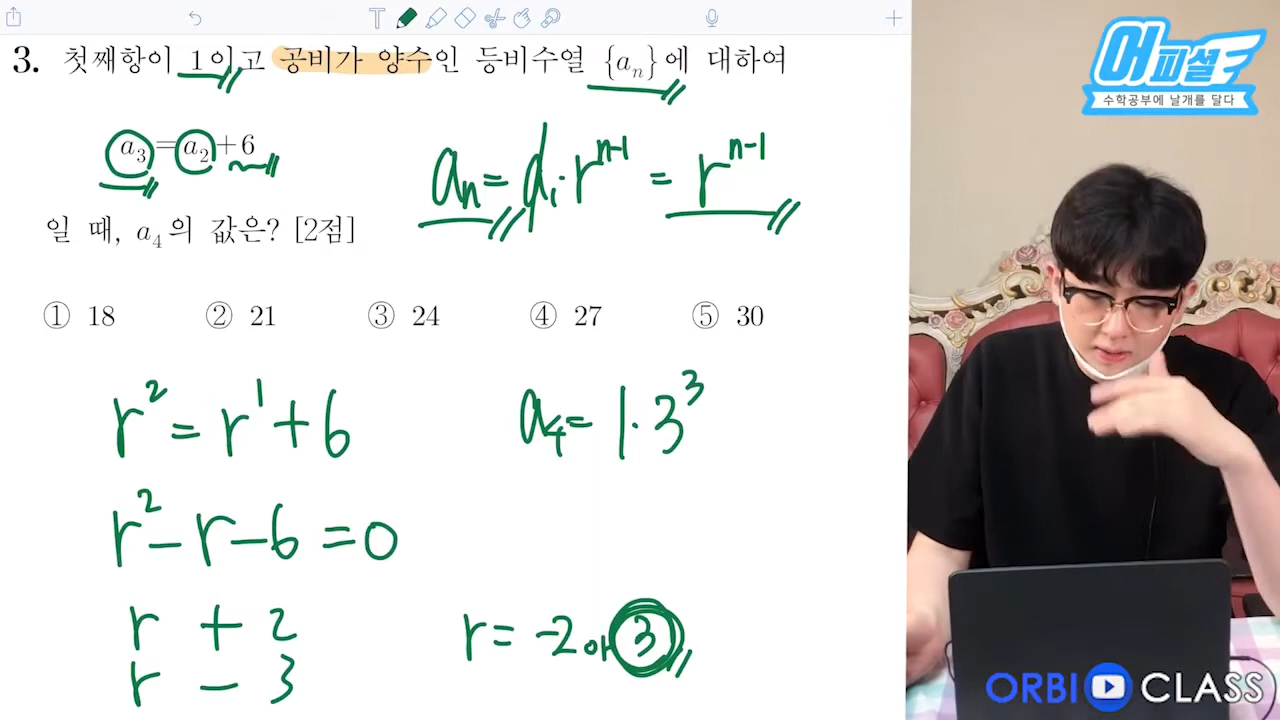 3. 첫째항이 1이고 공비가 양수인 등비수열 {aₙ}에 대하여
a₃=a₂+6
aₙ = a₁·rⁿ⁻¹ = rⁿ⁻¹
일 때, a₄의 값은? [2점]
① 18 ② 21 ③ 24 ④ 27 ⑤ 30
r² = r¹ + 6
a₄ = 1·3³
r² - r - 6 = 0
r + 2
r - 3
r = -2 or 3
어피셜
수학공부에 날개를 달다
ORBI CLASS